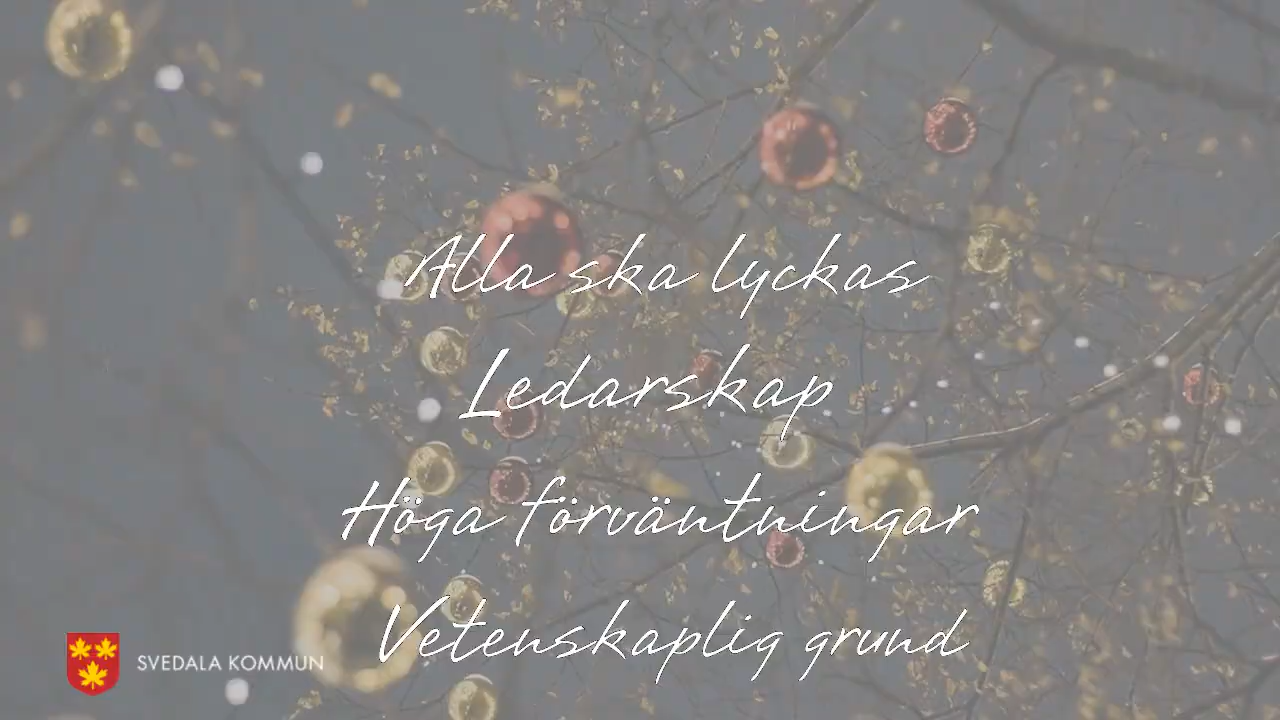 Alla ska lyckas
Ledarskap
Höga förväntningar
Vetenskaplig grund
SVEDALA KOMMUN